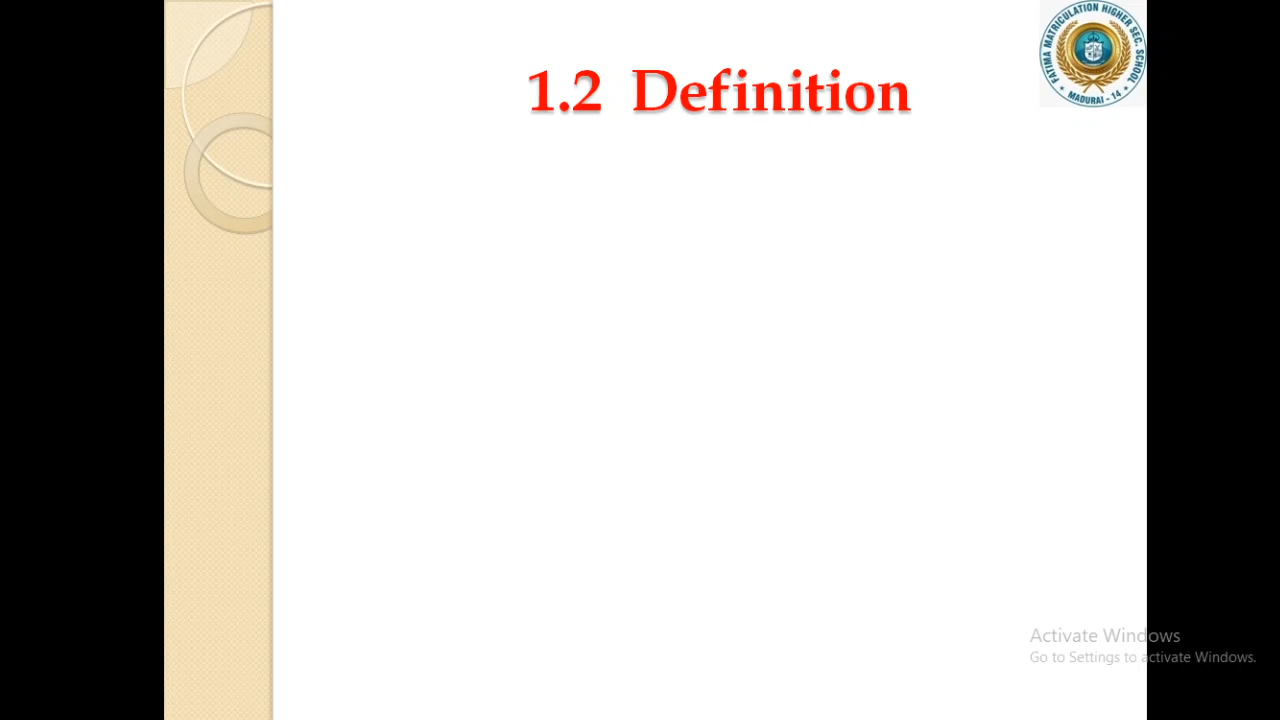 1.2 Definition
FATIMA MATRICULATION HIGHER SEC. SCHOOL
MADURAI - 14
Activate Windows
Go to Settings to activate Windows.